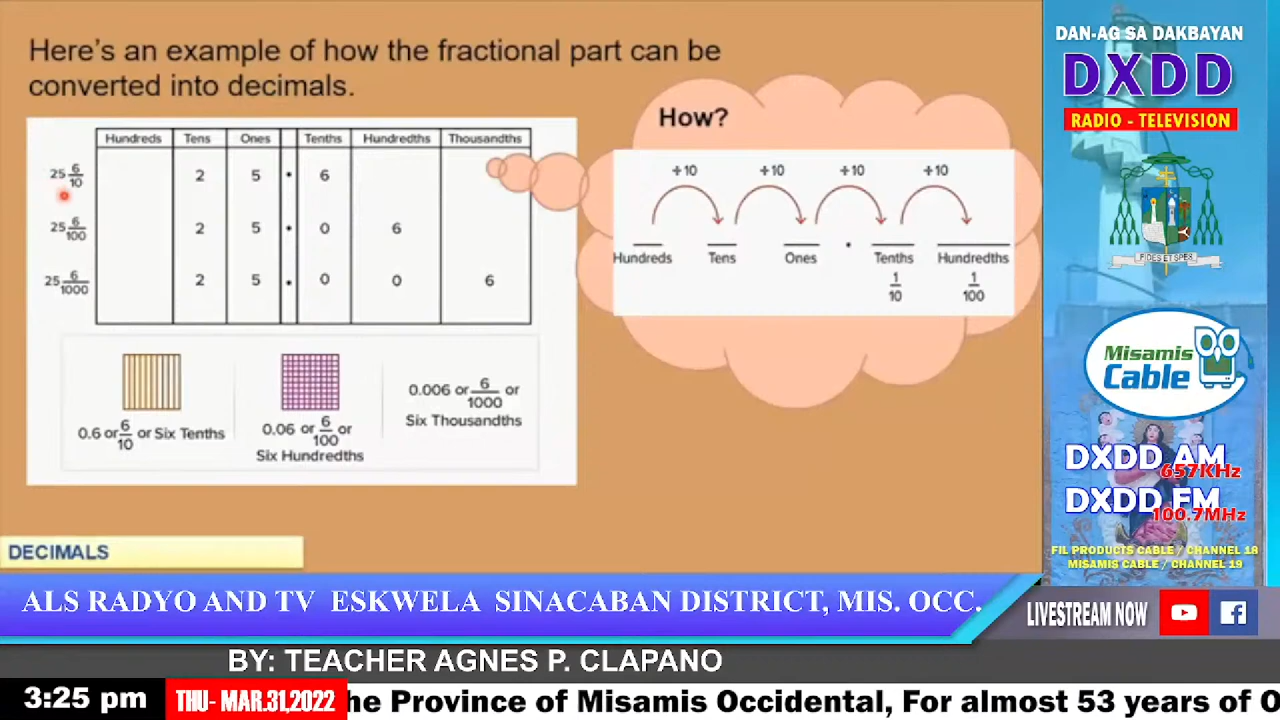 Here's an example of how the fractional part can be
converted into decimals.
Hundreds Tens Ones Tenths Hundredths Thousandths
25 6/10 2 5 . 6
25 6/100 2 5 . 0 6
25 6/1000 2 5 . 0 0 6
0.6 or 6/10 or Six Tenths
0.06 or 6/100 or
Six Hundredths
0.006 or 6/1000 or
Six Thousandths
How?
÷10 ÷10 ÷10 ÷10
Hundreds Tens Ones . Tenths Hundredths
1/10 1/100
DECIMALS
DAN-AG SA DAKBAYAN
DXDD
RADIO - TELEVISION
FIDES ET SPES
Misamis
Cable
DXDD AM
657KHz
DXDD FM
100.7MHz
FIL PRODUCTS CABLE / CHANNEL 18
MISAMIS CABLE / CHANNEL 19
ALS RADYO AND TV ESKWELA SINACABAN DISTRICT, MIS. OCC.
LIVESTREAM NOW
BY: TEACHER AGNES P. CLAPANO
3:25 pm THU- MAR.31,2022 he Province of Misamis Occidental, For almost 53 years of O